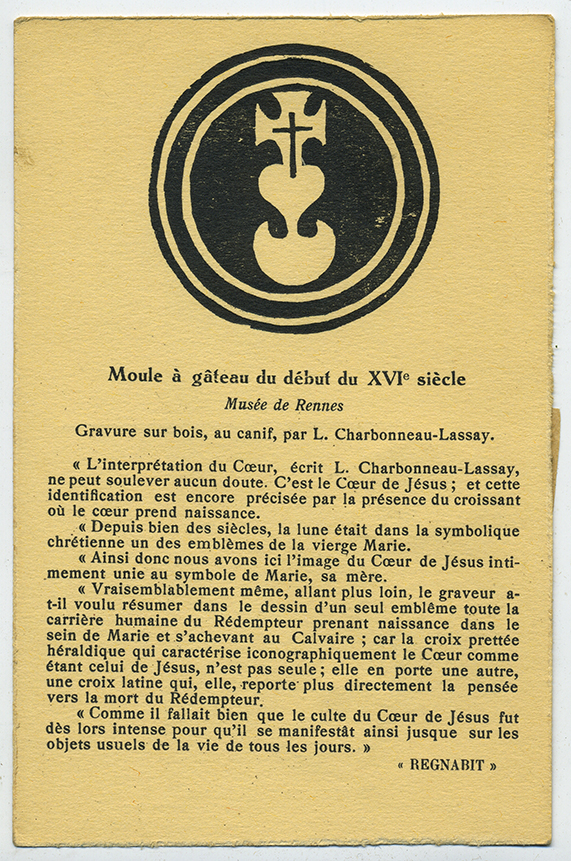 Moule à gâteau du début du XVIe siècle
Musée de Rennes
Gravure sur bois, au canif, par L. Charbonneau-Lassay.
« L'interprétation du Cœur, écrit L. Charbonneau-Lassay,
ne peut soulever aucun doute. C'est le Cœur de Jésus ; et cette
identification est encore précisée par la présence du croissant
où le cœur prend naissance.
« Depuis bien des siècles, la lune était dans la symbolique
chrétienne un des emblèmes de la vierge Marie.
« Ainsi donc nous avons ici l'image du Cœur de Jésus inti-
mement unie au symbole de Marie, sa mère.
« Vraisemblablement même, allant plus loin, le graveur a-
t-il voulu résumer dans le dessin d'un seul emblême toute la
carrière humaine du Rédempteur prenant naissance dans le
sein de Marie et s'achevant au Calvaire ; car la croix prettée
héraldique qui caractérise iconographiquement le Cœur comme
étant celui de Jésus, n'est pas seule ; elle en porte une autre,
une croix latine qui, elle, reporte plus directement la pensée
vers la mort du Rédempteur.
« Comme il fallait bien que le culte du Cœur de Jésus fut
dès lors intense pour qu'il se manifestât ainsi jusque sur les
objets usuels de la vie de tous les jours. »
« REGNABIT »